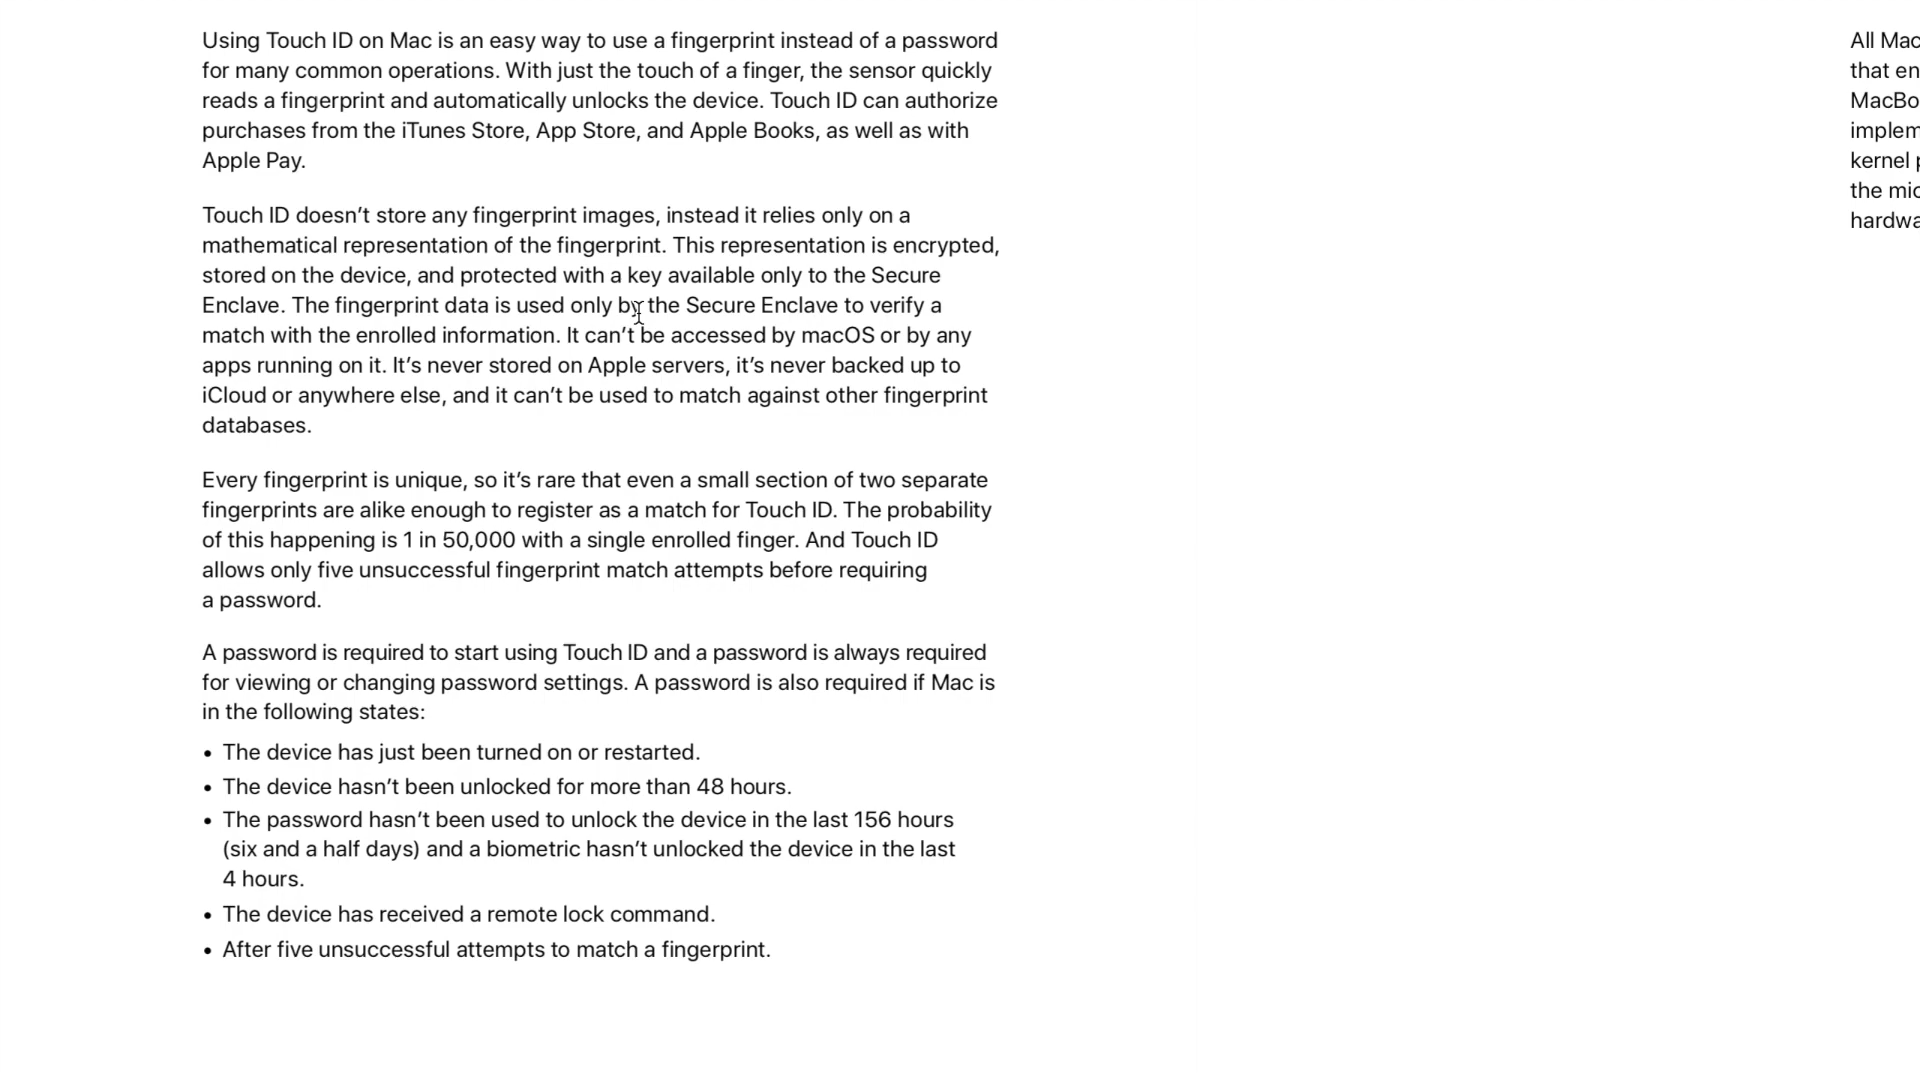 Using Touch ID on Mac is an easy way to use a fingerprint instead of a password
for many common operations. With just the touch of a finger, the sensor quickly
reads a fingerprint and automatically unlocks the device. Touch ID can authorize
purchases from the iTunes Store, App Store, and Apple Books, as well as with
Apple Pay.
Touch ID doesn’t store any fingerprint images, instead it relies only on a
mathematical representation of the fingerprint. This representation is encrypted,
stored on the device, and protected with a key available only to the Secure
Enclave. The fingerprint data is used only by the Secure Enclave to verify a
match with the enrolled information. It can’t be accessed by macOS or by any
apps running on it. It’s never stored on Apple servers, it’s never backed up to
iCloud or anywhere else, and it can’t be used to match against other fingerprint
databases.
Every fingerprint is unique, so it’s rare that even a small section of two separate
fingerprints are alike enough to register as a match for Touch ID. The probability
of this happening is 1 in 50,000 with a single enrolled finger. And Touch ID
allows only five unsuccessful fingerprint match attempts before requiring
a password.
A password is required to start using Touch ID and a password is always required
for viewing or changing password settings. A password is also required if Mac is
in the following states:
• The device has just been turned on or restarted.
• The device hasn’t been unlocked for more than 48 hours.
• The password hasn’t been used to unlock the device in the last 156 hours
(six and a half days) and a biometric hasn’t unlocked the device in the last
4 hours.
• The device has received a remote lock command.
• After five unsuccessful attempts to match a fingerprint.
All Mac
that en
MacBo
implem
kernel p
the mic
hardwa